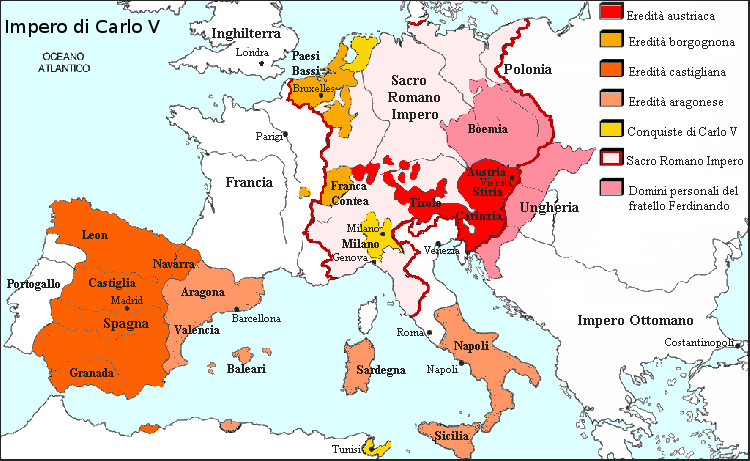 Impero di Carlo V
OCEANO
ATLANTICO
Inghilterra
Londra
Paesi
Bassi
Bruxelles
Sacro
Romano
Impero
Polonia
Parigi
Boemia
Francia
Franca
Contea
Austria
Vienna
Stiria
Tirolo
Carinzia
Ungheria
Milano
Milano
Venezia
Genova
Leon
Navarra
Portogallo
Castiglia
Aragona
Madrid
Spagna
Barcellona
Valencia
Granada
Baleari
Roma
Sardegna
Napoli
Napoli
Sicilia
Tunisi
Impero Ottomano
Costantinopoli
Eredità austriaca
Eredità borgognona
Eredità castigliana
Eredità aragonese
Conquiste di Carlo V
Sacro Romano Impero
Domini personali del
fratello Ferdinando